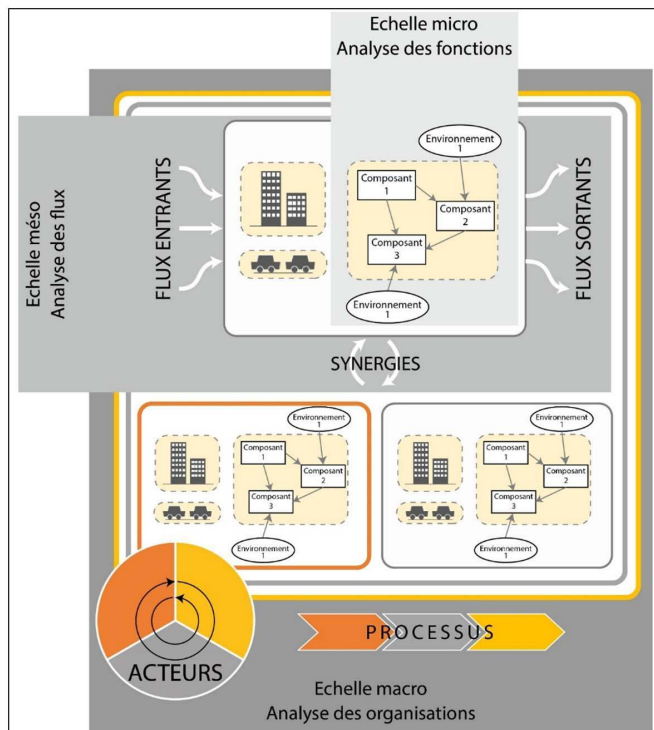 Echelle micro
Analyse des fonctions
Echelle méso
Analyse des flux
FLUX ENTRANTS
Environnement
1
Composant
1
Composant
2
Composant
3
Environnement
1
FLUX SORTANTS
SYNERGIES
Environnement
1
Composant
1
Composant
2
Composant
3
Environnement
1
Environnement
1
Composant
1
Composant
2
Composant
3
Environnement
1
ACTEURS
PROCESSUS
Echelle macro
Analyse des organisations